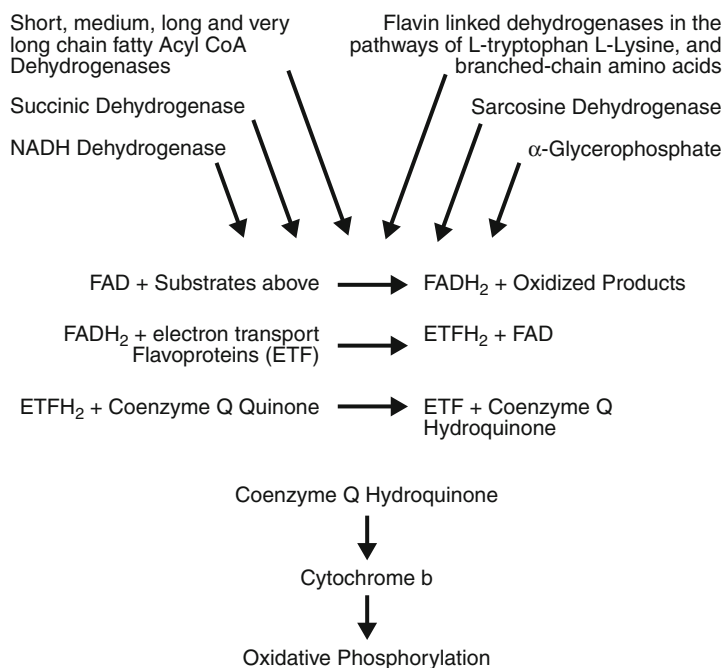 Short, medium, long and very
long chain fatty Acyl CoA
Dehydrogenases
Succinic Dehydrogenase
NADH Dehydrogenase
Flavin linked dehydrogenases in the
pathways of L-tryptophan L-Lysine, and
branched-chain amino acids
Sarcosine Dehydrogenase
α-Glycerophosphate
FAD + Substrates above
FADH₂ + Oxidized Products
FADH₂ + electron transport
Flavoproteins (ETF)
ETFH₂ + FAD
ETFH₂ + Coenzyme Q Quinone
ETF + Coenzyme Q
Hydroquinone
Coenzyme Q Hydroquinone
Cytochrome b
Oxidative Phosphorylation